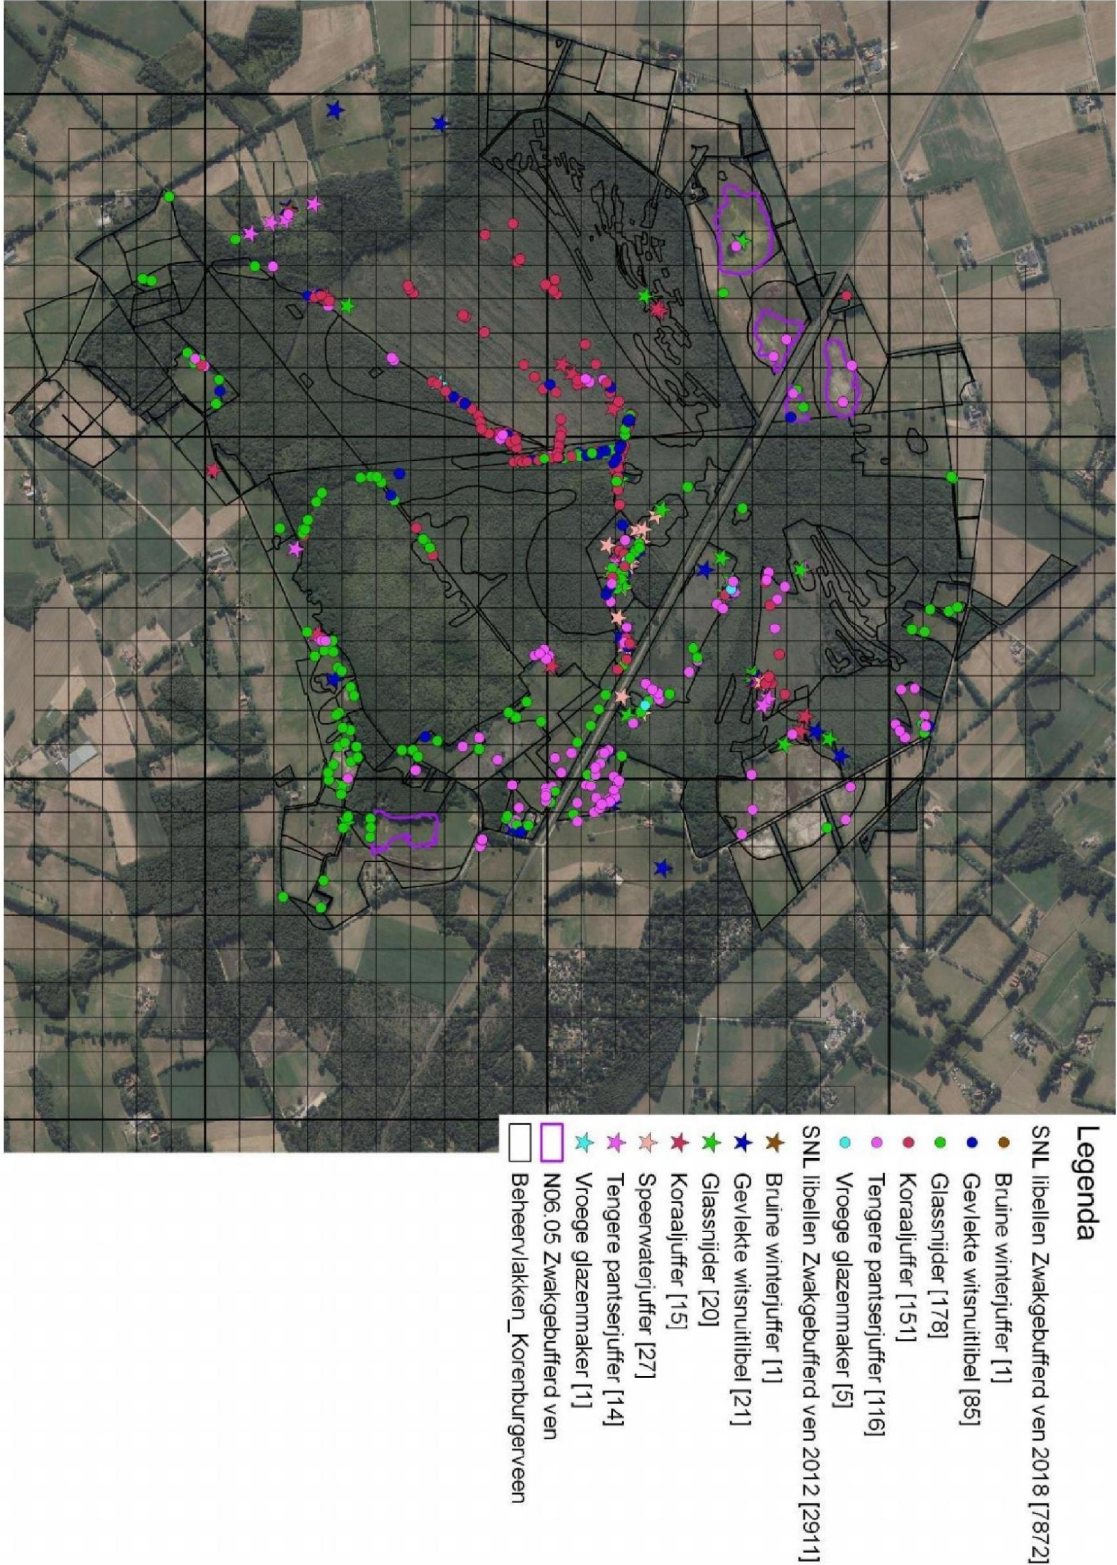 Legenda
SNL libellen Zwakgebufferd ven 2018 [7872]
Bruine winterjuffer [1]
Gevlekte witsnuitlibel [85]
Glassnijder [178]
Koraaljuffer [151]
Tengere pantserjuffer [116]
Vroege glazenmaker [5]
SNL libellen Zwakgebufferd ven 2012 [2911]
Bruine winterjuffer [1]
Gevlekte witsnuitlibel [21]
Glassnijder [20]
Koraaljuffer [15]
Speerwaterjuffer [27]
Tengere pantserjuffer [14]
Vroege glazenmaker [1]
N06.05 Zwakgebufferd ven
Beheervlakken_Korenburgerveen